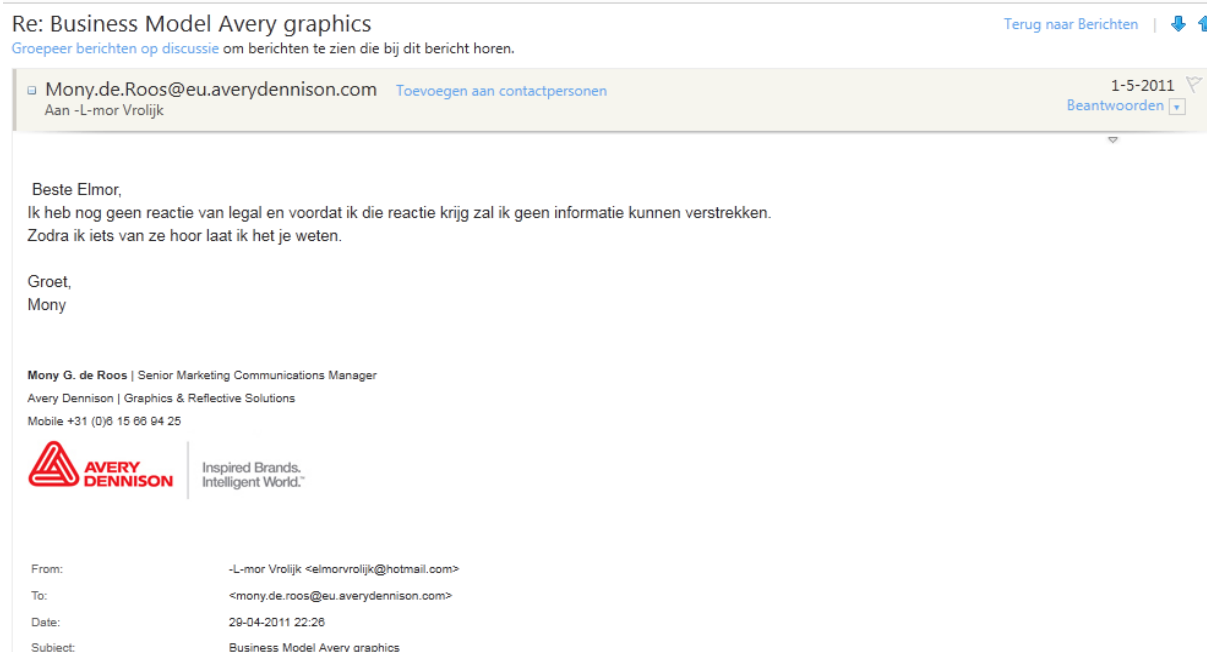 Re: Business Model Avery graphics
Terug naar Berichten |
Groepeer berichten op discussie om berichten te zien die bij dit bericht horen.
Mony.de.Roos@eu.averydennison.com Toevoegen aan contactpersonen
1-5-2011
Aan -L-mor Vrolijk
Beantwoorden
Beste Elmor,
Ik heb nog geen reactie van legal en voordat ik die reactie krijg zal ik geen informatie kunnen verstrekken.
Zodra ik iets van ze hoor laat ik het je weten.
Groet,
Mony
Mony G. de Roos | Senior Marketing Communications Manager
Avery Dennison | Graphics & Reflective Solutions
Mobile +31 (0)6 15 66 94 25
AVERY
DENNISON
Inspired Brands.
Intelligent World.™
From: -L-mor Vrolijk <elmorvrolijk@hotmail.com>
To: <mony.de.roos@eu.averydennison.com>
Date: 29-04-2011 22:26
Subject: Business Model Avery graphics